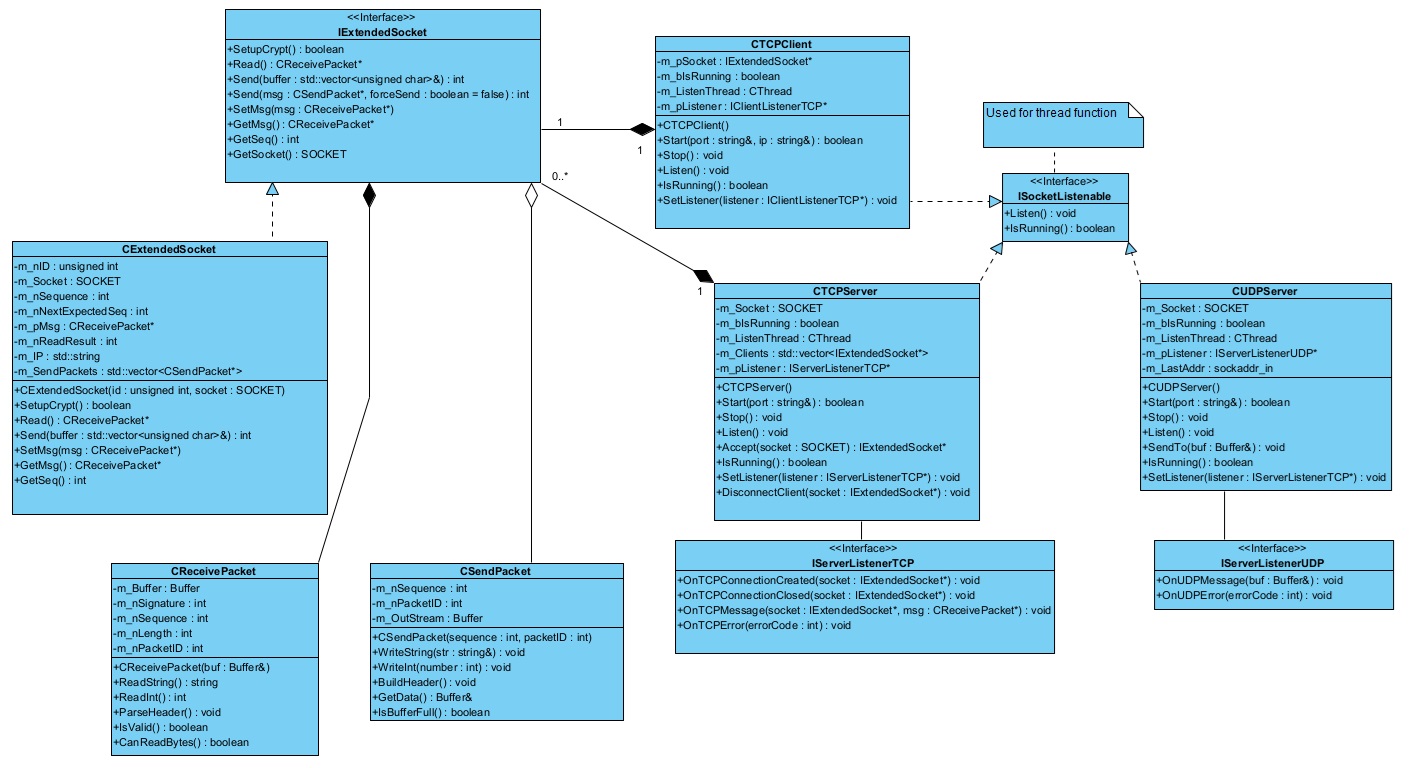 <<Interface>>
IExtendedSocket
+SetupCrypt() : boolean
+Read() : CReceivePacket*
+Send(buffer : std::vector<unsigned char>&) : int
+Send(msg : CSendPacket*, forceSend : boolean = false) : int
+SetMsg(msg : CReceivePacket*)
+GetMsg() : CReceivePacket*
+GetSeq() : int
+GetSocket() : SOCKET
CTCPClient
-m_pSocket : IExtendedSocket*
-m_bIsRunning : boolean
-m_ListenThread : CThread
-m_pListener : IClientListenerTCP*
+CTCPClient()
+Start(port : string&, ip : string&) : boolean
+Stop() : void
+Listen() : void
+IsRunning() : boolean
+SetListener(listener : IClientListenerTCP*) : void
Used for thread function
<<Interface>>
ISocketListenable
+Listen() : void
+IsRunning() : boolean
1
1
0..*
1
CExtendedSocket
-m_nID : unsigned int
-m_Socket : SOCKET
-m_nSequence : int
-m_nNextExpectedSeq : int
-m_pMsg : CReceivePacket*
-m_nReadResult : int
-m_IP : std::string
-m_SendPackets : std::vector<CSendPacket*>
+CExtendedSocket(id : unsigned int, socket : SOCKET)
+SetupCrypt() : boolean
+Read() : CReceivePacket*
+Send(buffer : std::vector<unsigned char>&) : int
+SetMsg(msg : CReceivePacket*)
+GetMsg() : CReceivePacket*
+GetSeq() : int
CTCPServer
-m_Socket : SOCKET
-m_bIsRunning : boolean
-m_ListenThread : CThread
-m_Clients : std::vector<IExtendedSocket*>
-m_pListener : IServerListenerTCP*
+CTCPServer()
+Start(port : string&) : boolean
+Stop() : void
+Listen() : void
+Accept(socket : SOCKET) : IExtendedSocket*
+IsRunning() : boolean
+SetListener(listener : IServerListenerTCP*) : void
+DisconnectClient(socket : IExtendedSocket*) : void
CUDPServer
-m_Socket : SOCKET
-m_bIsRunning : boolean
-m_ListenThread : CThread
-m_pListener : IServerListenerUDP*
-m_LastAddr : sockaddr_in
+CUDPServer()
+Start(port : string&) : boolean
+Stop() : void
+Listen() : void
+SendTo(buf : Buffer&) : void
+IsRunning() : boolean
+SetListener(listener : IServerListenerTCP*) : void
CReceivePacket
-m_Buffer : Buffer
-m_nSignature : int
-m_nSequence : int
-m_nLength : int
-m_nPacketID : int
+CReceivePacket(buf : Buffer&)
+ReadString() : string
+ReadInt() : int
+ParseHeader() : void
+IsValid() : boolean
+CanReadBytes() : boolean
CSendPacket
-m_nSequence : int
-m_nPacketID : int
-m_OutStream : Buffer
+CSendPacket(sequence : int, packetID : int)
+WriteString(str : string&) : void
+WriteInt(number : int) : void
+BuildHeader() : void
+GetData() : Buffer&
+IsBufferFull() : boolean
<<Interface>>
IServerListenerTCP
+OnTCPConnectionCreated(socket : IExtendedSocket*) : void
+OnTCPConnectionClosed(socket : IExtendedSocket*) : void
+OnTCPMessage(socket : IExtendedSocket*, msg : CReceivePacket*) : void
+OnTCPError(errorCode : int) : void
<<Interface>>
IServerListenerUDP
+OnUDPMessage(buf : Buffer&) : void
+OnUDPError(errorCode : int) : void